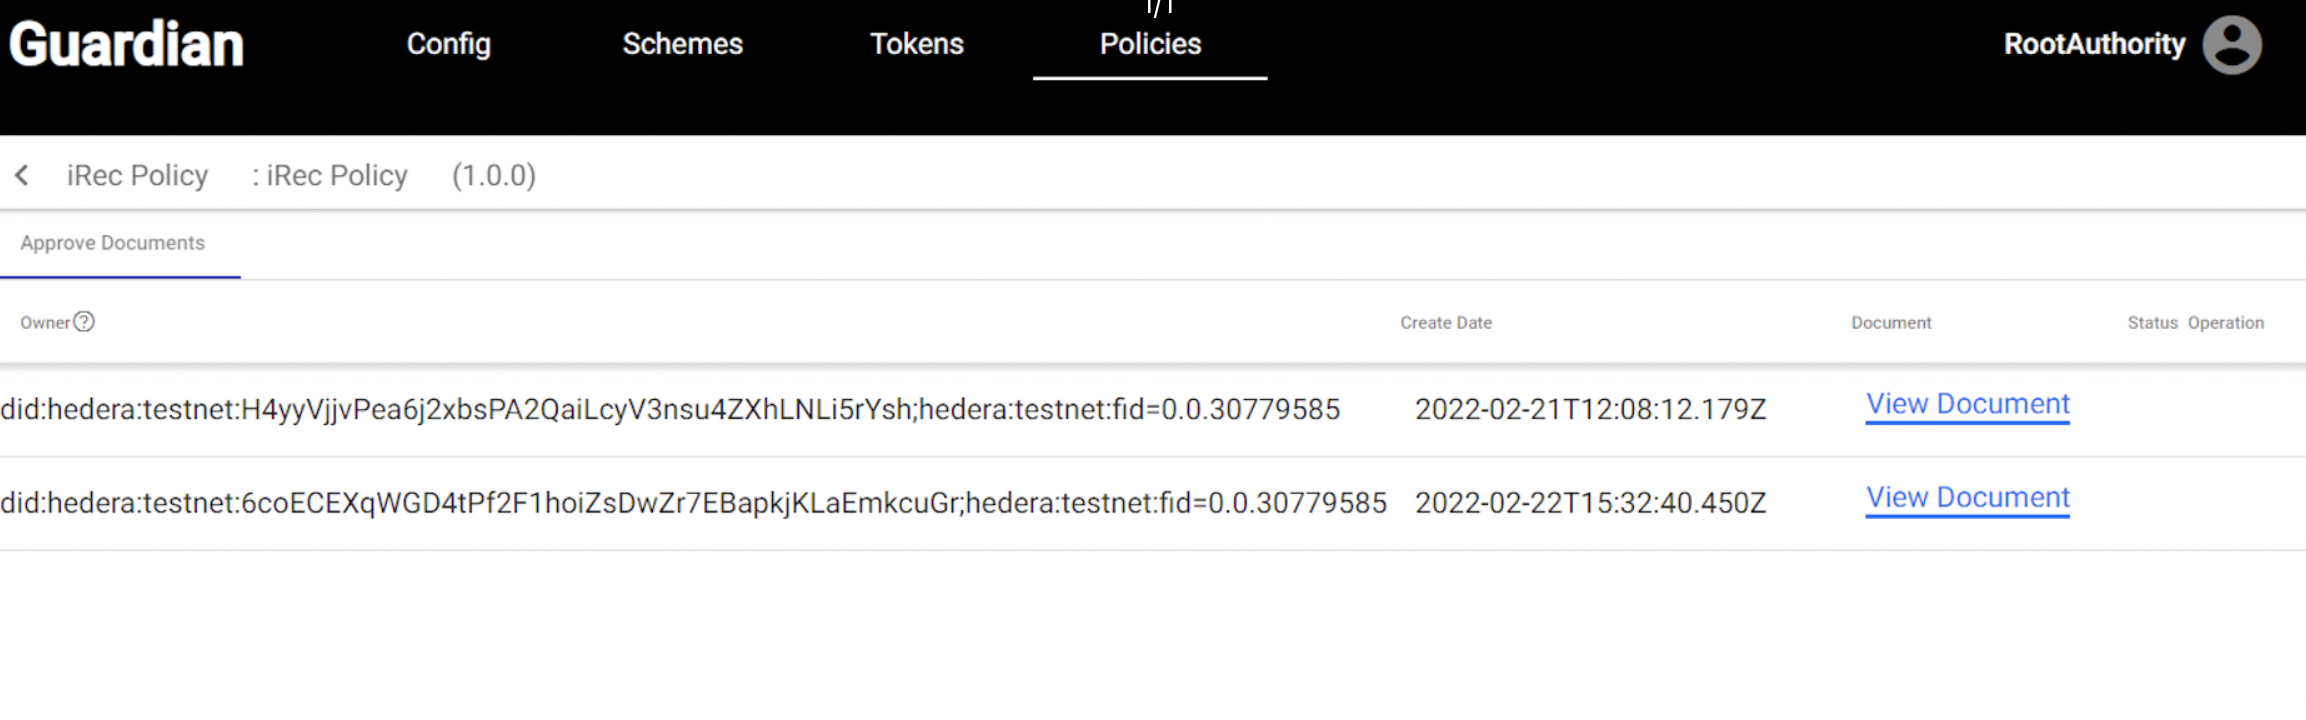 1/1
Guardian Config Schemes Tokens Policies RootAuthority
< iRec Policy : iRec Policy (1.0.0)
Approve Documents
Owner? Create Date Document Status Operation
did:hedera:testnet:H4yyVjjvPea6j2xbsPA2QaiLcyV3nsu4ZXhLNLi5rYsh;hedera:testnet:fid=0.0.30779585 2022-02-21T12:08:12.179Z View Document
did:hedera:testnet:6coECEXqWGD4tPf2F1hoiZsDwZr7EBapkjKLaEmkcuGr;hedera:testnet:fid=0.0.30779585 2022-02-22T15:32:40.450Z View Document